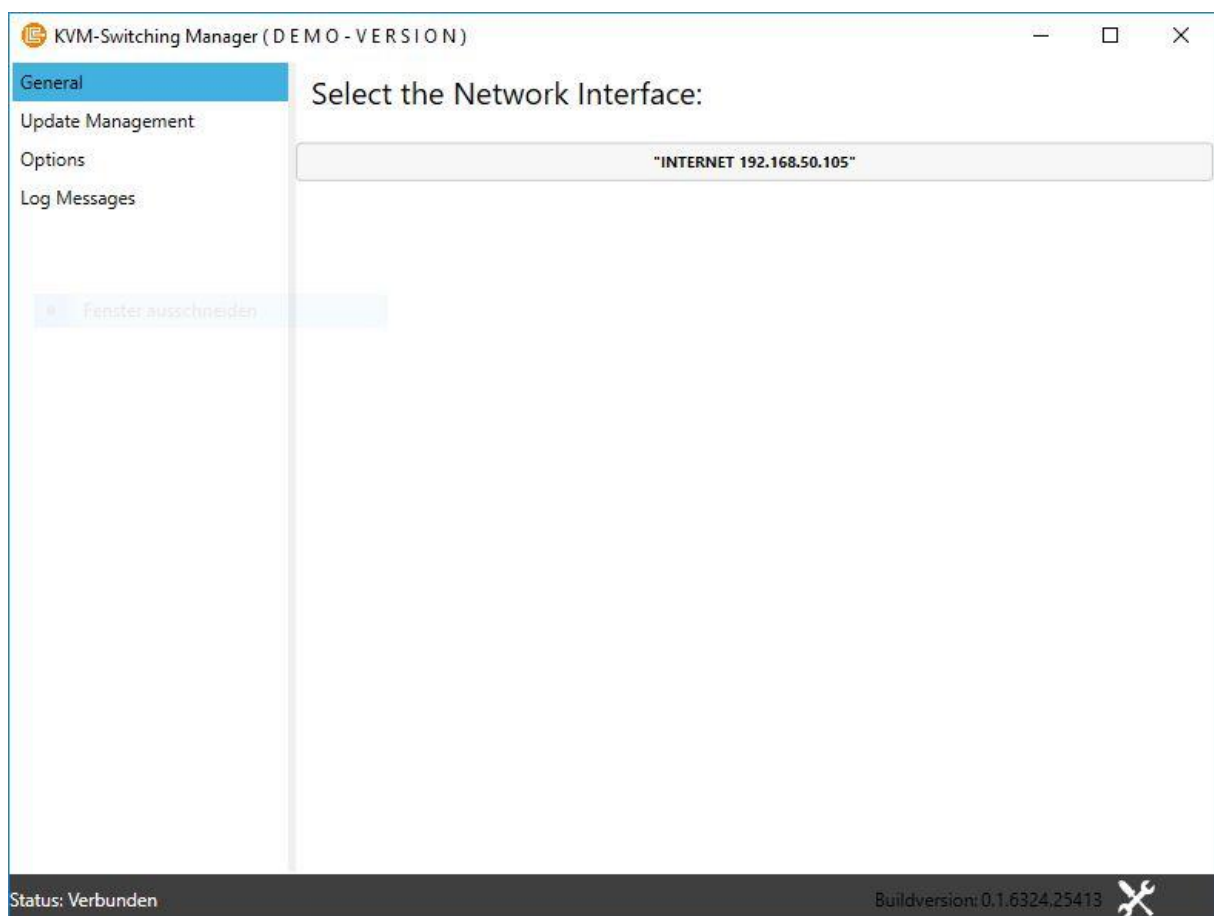 KVM-Switching Manager ( D E M O - V E R S I O N )
General
Update Management
Options
Log Messages
Select the Network Interface:
"INTERNET 192.168.50.105"
Fenster ausschneiden
Status: Verbunden
Buildversion: 0.1.6324.25413